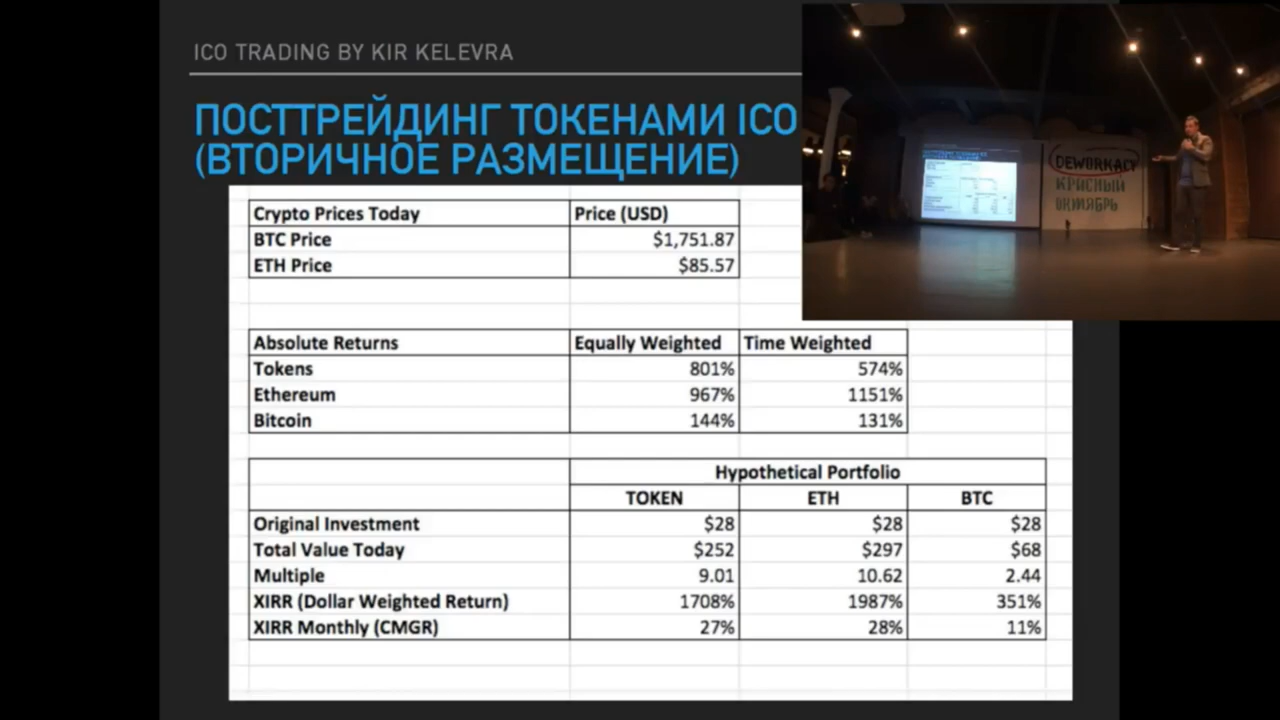 ICO TRADING BY KIR KELEVRA
ПОСТТРЕЙДИНГ ТОКЕНАМИ ICO
(ВТОРИЧНОЕ РАЗМЕЩЕНИЕ)
Crypto Prices Today Price (USD)
BTC Price $1,751.87
ETH Price $85.57
Absolute Returns Equally Weighted Time Weighted
Tokens 801% 574%
Ethereum 967% 1151%
Bitcoin 144% 131%
Hypothetical Portfolio
TOKEN ETH BTC
Original Investment $28 $28 $28
Total Value Today $252 $297 $68
Multiple 9.01 10.62 2.44
XIRR (Dollar Weighted Return) 1708% 1987% 351%
XIRR Monthly (CMGR) 27% 28% 11%
DEWORKACY
КРАСНЫЙ
ОКТЯБРЬ